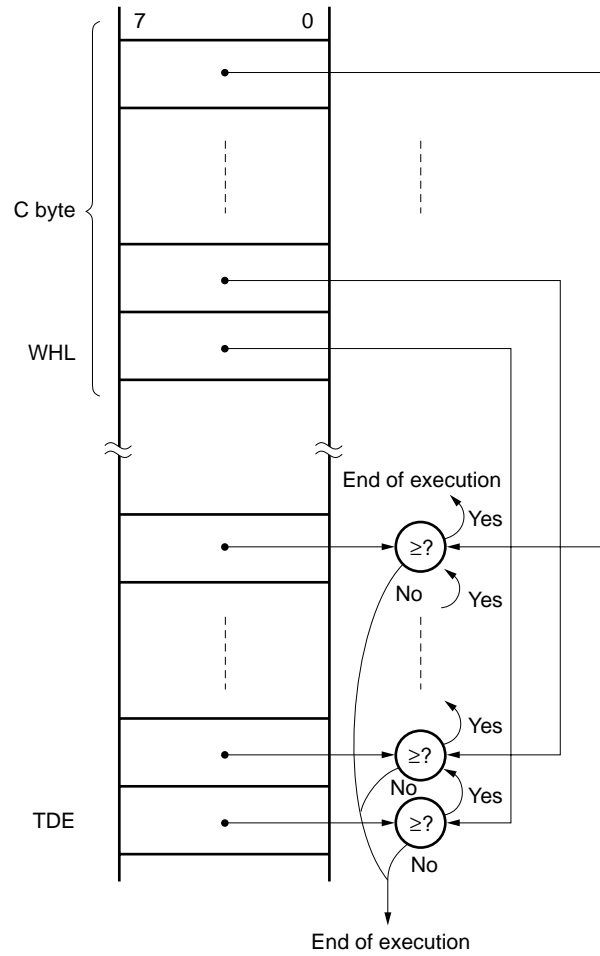 7 0
C byte
WHL
End of execution
Yes
≥?
No
Yes
Yes
≥?
No
Yes
TDE
≥?
No
End of execution